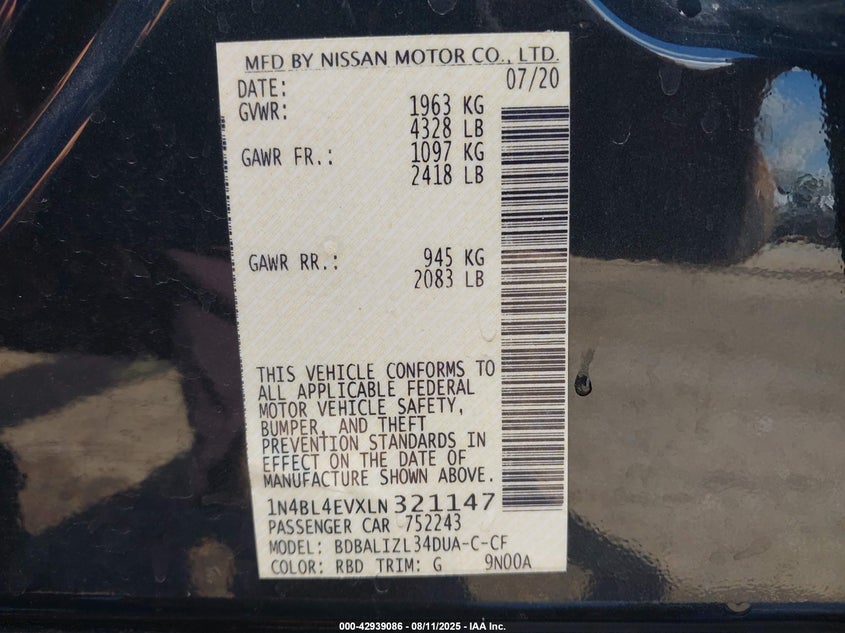 MFD BY NISSAN MOTOR CO., LTD.
DATE: 07/20
GVWR: 1963 KG
4328 LB
GAWR FR.: 1097 KG
2418 LB
GAWR RR.: 945 KG
2083 LB
THIS VEHICLE CONFORMS TO
ALL APPLICABLE FEDERAL
MOTOR VEHICLE SAFETY,
BUMPER, AND THEFT
PREVENTION STANDARDS IN
EFFECT ON THE DATE OF
MANUFACTURE SHOWN ABOVE.
1N4BL4EVXLN 321147
PASSENGER CAR 752243
MODEL: BDBALIZL34DUA-C-CF
COLOR: RBD TRIM: G 9N00A
000-42939086 - 08/11/2025 - IAA Inc.